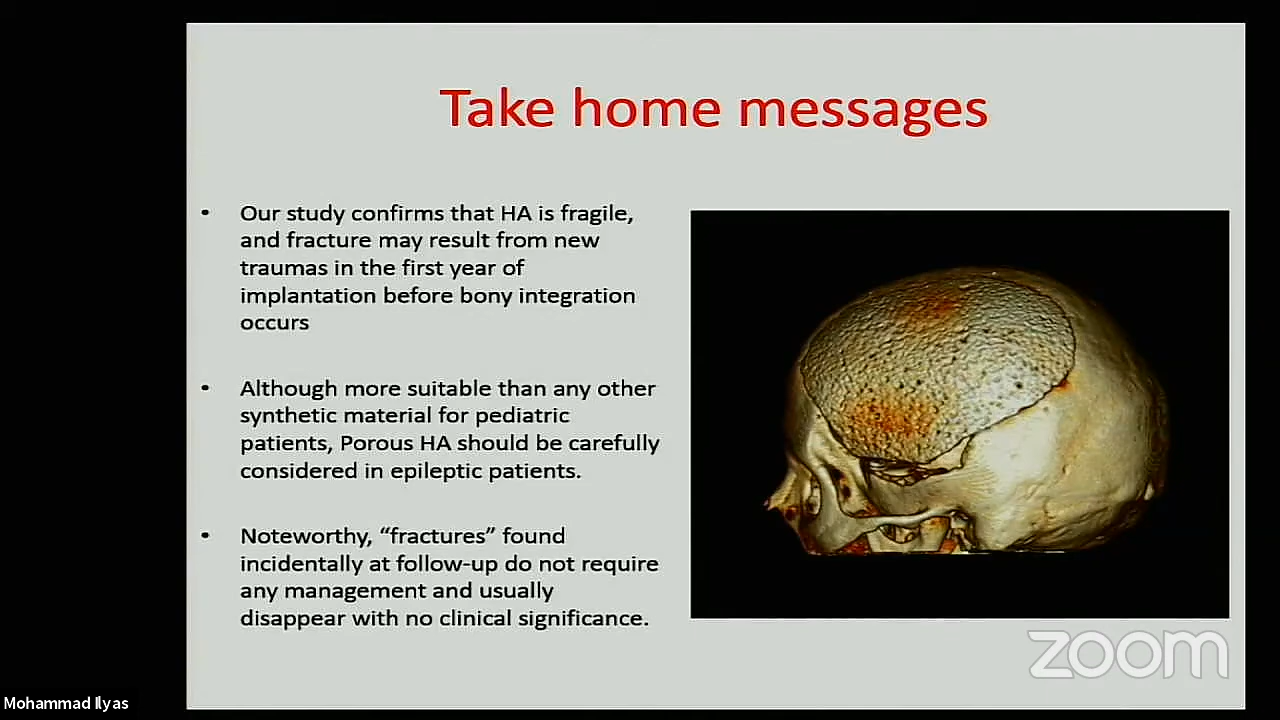 Take home messages
• Our study confirms that HA is fragile,
and fracture may result from new
traumas in the first year of
implantation before bony integration
occurs
• Although more suitable than any other
synthetic material for pediatric
patients, Porous HA should be carefully
considered in epileptic patients.
• Noteworthy, “fractures” found
incidentally at follow-up do not require
any management and usually
disappear with no clinical significance.
zoom
Mohammad Ilyas